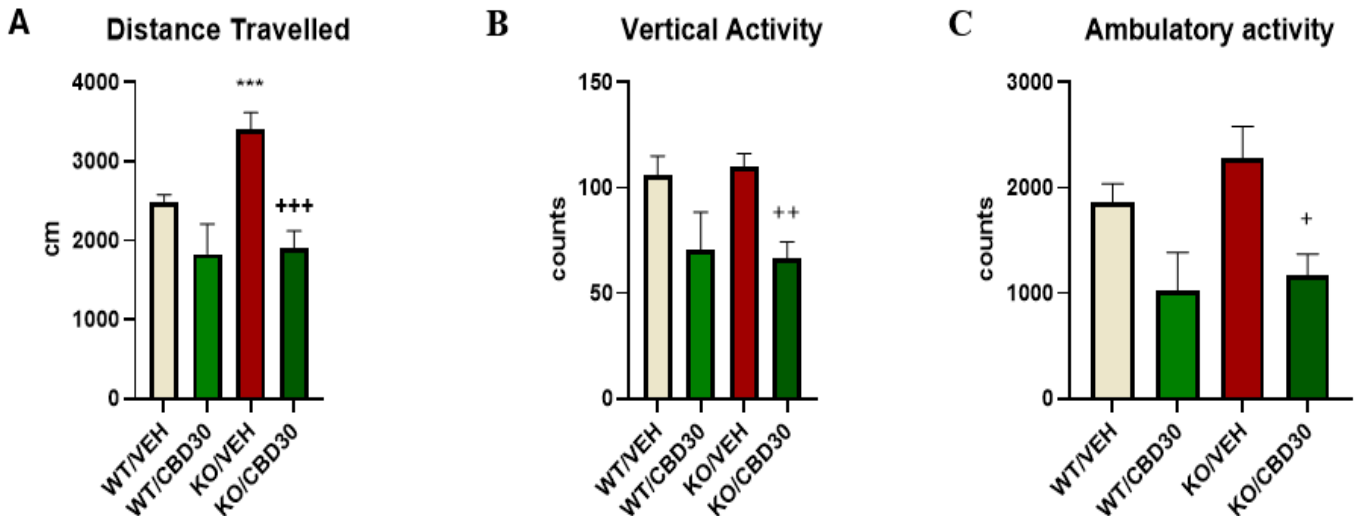 A Distance Travelled
4000
3000
2000
1000
0
cm
***
+++
WT/VEH
WT/CBD30
KO/VEH
KO/CBD30
B Vertical Activity
150
100
50
0
counts
++
WT/VEH
WT/CBD30
KO/VEH
KO/CBD30
C Ambulatory activity
3000
2000
1000
0
counts
+
WT/VEH
WT/CBD30
KO/VEH
KO/CBD30